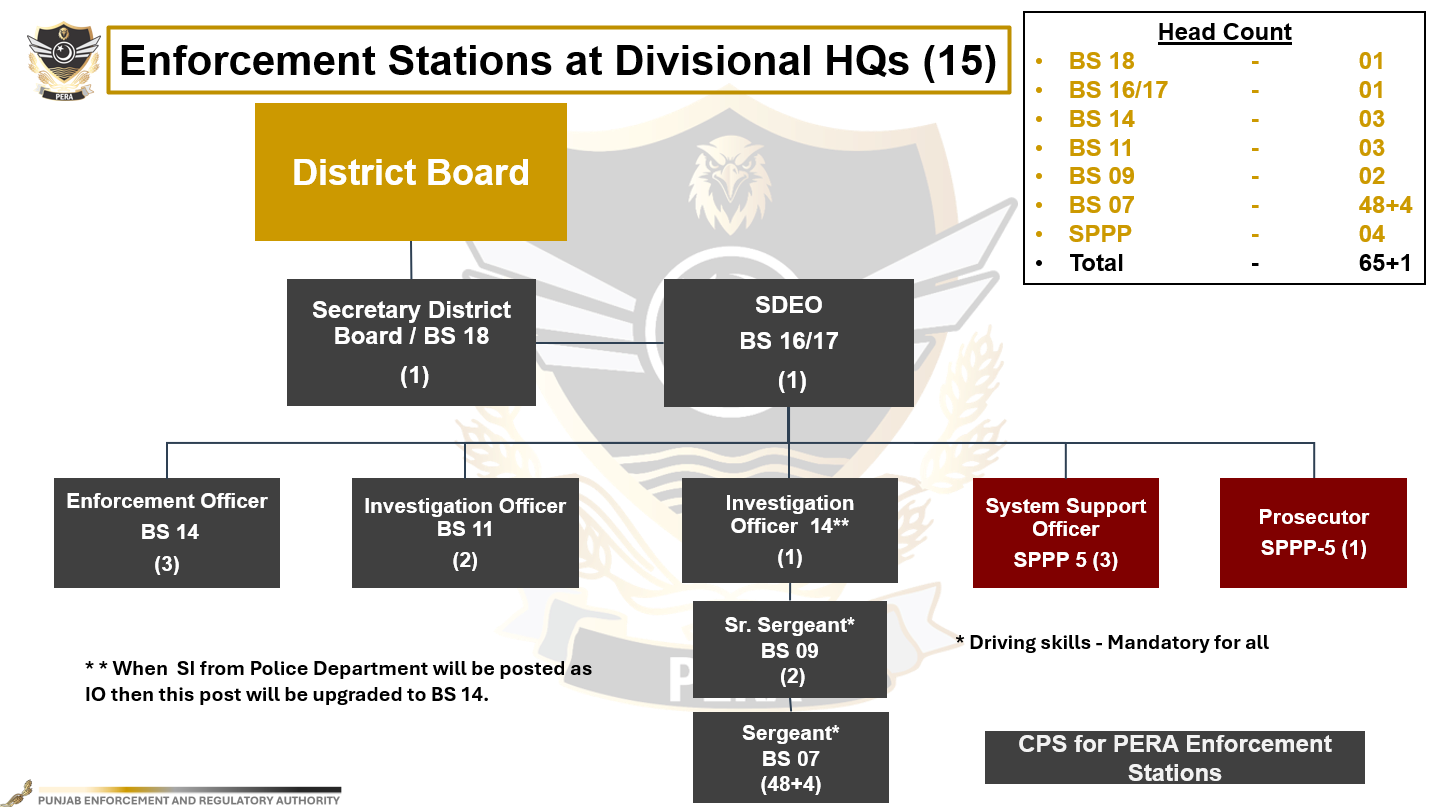 PERA
Enforcement Stations at Divisional HQs (15)
Head Count
• BS 18 - 01
• BS 16/17 - 01
• BS 14 - 03
• BS 11 - 03
• BS 09 - 02
• BS 07 - 48+4
• SPPP - 04
• Total - 65+1
District Board
Secretary District
Board / BS 18
(1)
SDEO
BS 16/17
(1)
Enforcement Officer
BS 14
(3)
Investigation Officer
BS 11
(2)
Investigation
Officer 14**
(1)
System Support
Officer
SPPP 5 (3)
Prosecutor
SPPP-5 (1)
Sr. Sergeant*
BS 09
(2)
* Driving skills - Mandatory for all
* * When SI from Police Department will be posted as
IO then this post will be upgraded to BS 14.
PERA
Sergeant*
BS 07
(48+4)
CPS for PERA Enforcement
Stations
PUNJAB ENFORCEMENT AND REGULATORY AUTHORITY